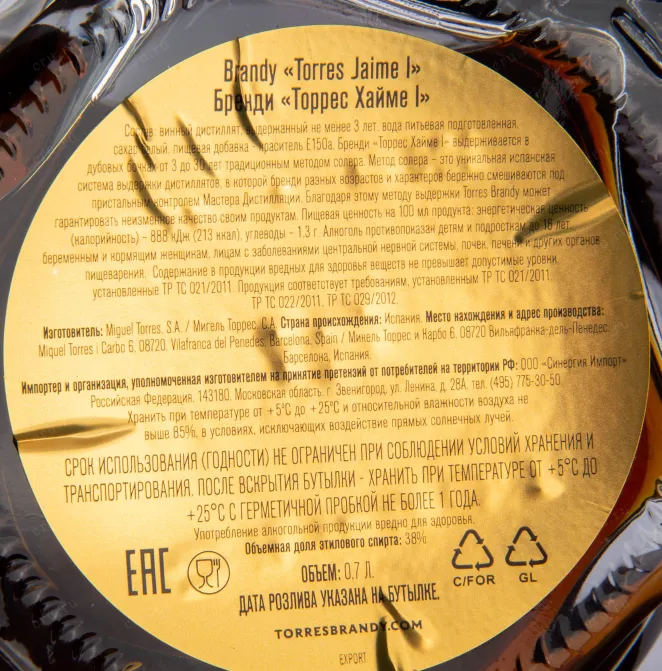 Brandy «Torres Jaime I»
Бренди «Торрес Хайме I»
Состав: винный дистиллят, выдержанный не менее 3 лет, вода питьевая подготовленная,
сахар белый, пищевая добавка - краситель E150a. Бренди «Торрес Хайме I» выдерживается в
дубовых бочках от 3 до 30 лет традиционным методом солера. Метод солера – это уникальная испанская
система выдержки дистиллятов, в которой бренди разных возрастов и характеров бережно смешиваются под
пристальным контролем Мастера Дистилляции. Благодаря этому методу выдержки Torres Brandy может
гарантировать неизменное качество своим продуктам. Пищевая ценность на 100 мл продукта: энергетическая ценность
(калорийность) – 888 кДж (213 ккал), углеводы - 1,3 г. Алкоголь противопоказан детям и подросткам до 18 лет,
беременным и кормящим женщинам, лицам с заболеваниями центральной нервной системы, почек, печени и других органов
пищеварения. Содержание в продукции вредных для здоровья веществ не превышает допустимые уровни,
установленные ТР ТС 021/2011. Продукция соответствует требованиям, установленным ТР ТС 021/2011,
ТР ТС 022/2011, ТР ТС 029/2012.
Изготовитель: Miguel Torres, S.A. / Мигель Торрес, С.А. Страна происхождения: Испания. Место нахождения и адрес производства:
Miquel Torres i Carbo 6, 08720, Vilafranca del Penedes, Barcelona, Spain / Микель Торрес и Карбо 6, 08720 Вильяфранка-дель-Пенедес,
Барселона, Испания.
Импортер и организация, уполномоченная изготовителем на принятие претензий от потребителей на территории РФ: ООО «Синергия Импорт»
Российская Федерация, 143180, Московская область, г. Звенигород, ул. Ленина, д. 28А, тел. (495) 775-30-50.
Хранить при температуре от +5°С до +25°С и относительной влажности воздуха не
выше 85%, в условиях, исключающих воздействие прямых солнечных лучей.
СРОК ИСПОЛЬЗОВАНИЯ (ГОДНОСТИ) НЕ ОГРАНИЧЕН ПРИ СОБЛЮДЕНИИ УСЛОВИЙ ХРАНЕНИЯ И
ТРАНСПОРТИРОВАНИЯ. ПОСЛЕ ВСКРЫТИЯ БУТЫЛКИ - ХРАНИТЬ ПРИ ТЕМПЕРАТУРЕ ОТ +5°С ДО
+25°С С ГЕРМЕТИЧНОЙ ПРОБКОЙ НЕ БОЛЕЕ 1 ГОДА.
Употребление алкогольной продукции вредно для здоровья.
Объемная доля этилового спирта: 38%
EAC
C/FOR
GL
ОБЪЕМ: 0,7 Л.
ДАТА РОЗЛИВА УКАЗАНА НА БУТЫЛКЕ.
TORRESBRANDY.COM
EXPORT